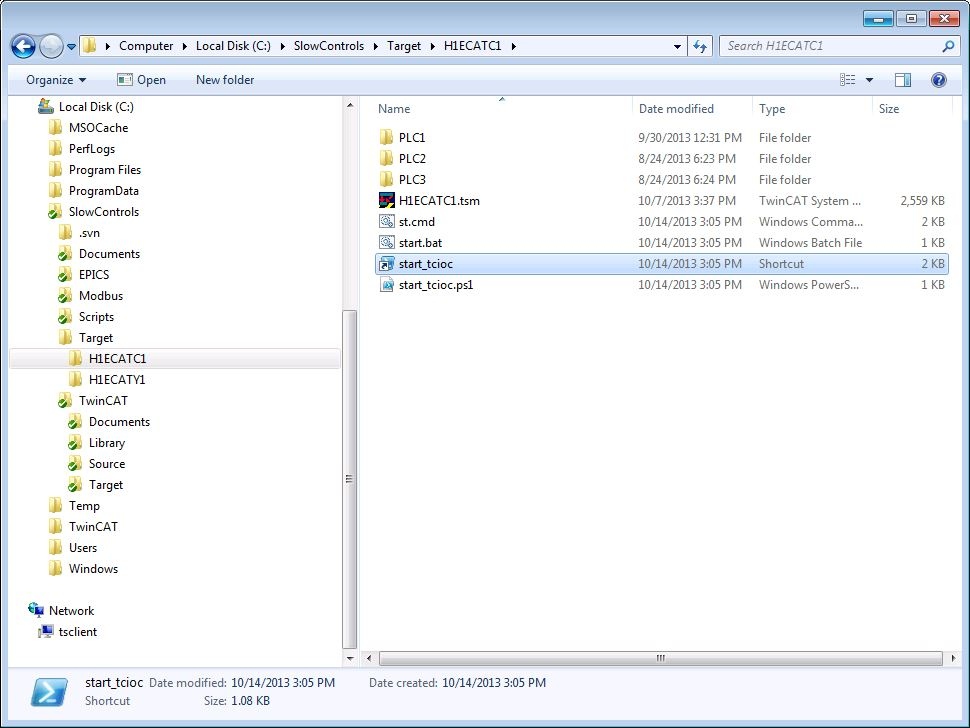 Computer Local Disk (C:) SlowControls Target H1ECATC1 Search H1ECATC1
Organize Open New folder
Local Disk (C:)
MSOCache
PerfLogs
Program Files
ProgramData
SlowControls
.svn
Documents
EPICS
Modbus
Scripts
Target
H1ECATC1
H1ECATY1
TwinCAT
Documents
Library
Source
Target
Temp
TwinCAT
Users
Windows
Network
tsclient
Name Date modified Type Size
PLC1 9/30/2013 12:31 PM File folder
PLC2 8/24/2013 6:23 PM File folder
PLC3 8/24/2013 6:24 PM File folder
H1ECATC1.tsm 10/7/2013 3:37 PM TwinCAT System ... 2,559 KB
st.cmd 10/14/2013 3:05 PM Windows Comma... 2 KB
start.bat 10/14/2013 3:05 PM Windows Batch File 1 KB
start_tcioc 10/14/2013 3:05 PM Shortcut 2 KB
start_tcioc.ps1 10/14/2013 3:05 PM Windows PowerS... 1 KB
start_tcioc Date modified: 10/14/2013 3:05 PM Date created: 10/14/2013 3:05 PM
Shortcut Size: 1.08 KB